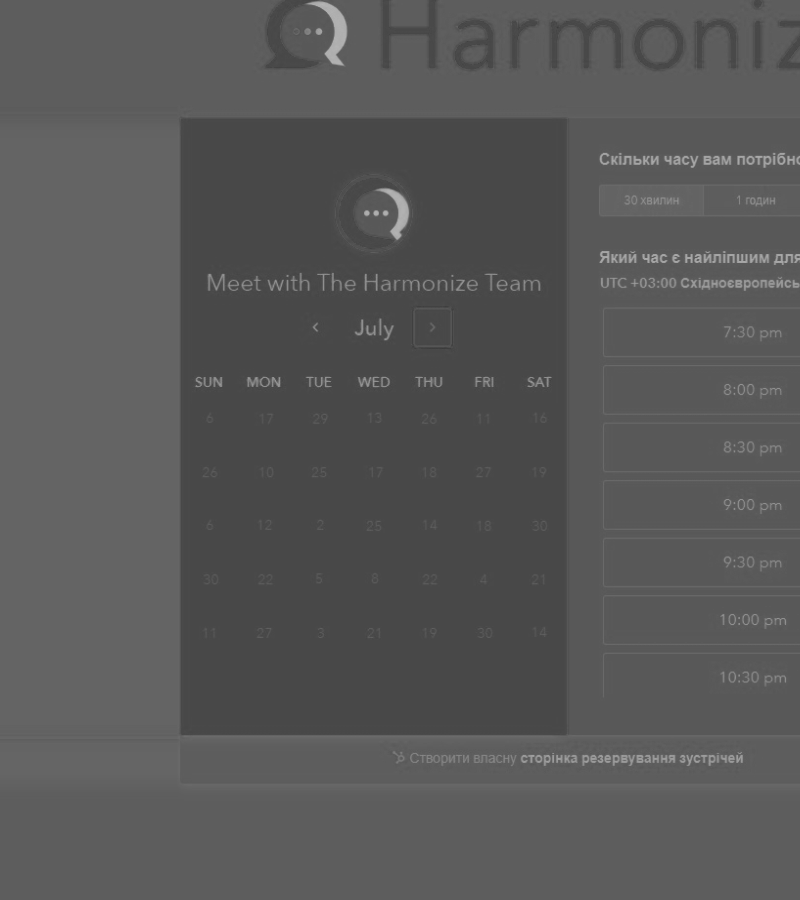 Harmoniz
Meet with The Harmonize Team
July
SUN MON TUE WED THU FRI SAT
6 17 29 13 26 11 16
26 10 25 17 18 27 19
6 12 2 25 14 18 30
30 22 5 8 22 4 21
11 27 3 21 19 30 14
Скільки часу вам потрібно
30 хвилин 1 годин
Який час є найліпшим для
UTC +03:00 Східноєвропейсь
7:30 pm
8:00 pm
8:30 pm
9:00 pm
9:30 pm
10:00 pm
10:30 pm
Створити власну сторінка резервування зустрічей